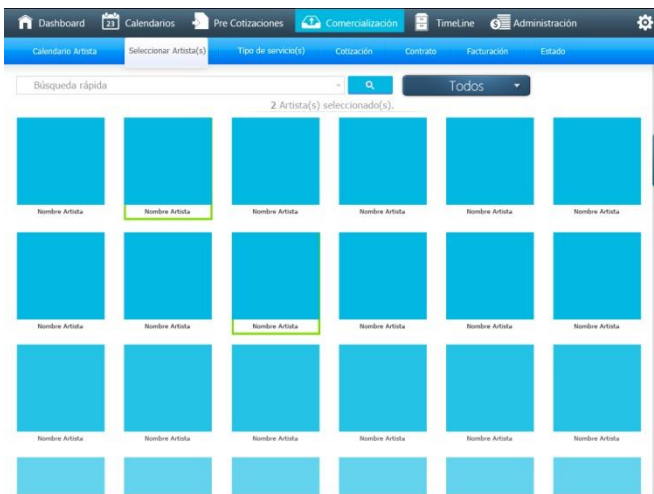 Dashboard 23 Calendarios Pre Cotizaciones Comercialización TimeLine $ Administración
Calendario Artista Seleccionar Artista(s) Tipo de servicio(s) Cotización Contrato Facturación Estado
Búsqueda rápida Todos
2 Artista(s) seleccionado(s).
Nombre Artista Nombre Artista Nombre Artista Nombre Artista Nombre Artista Nombre Artista
Nombre Artista Nombre Artista Nombre Artista Nombre Artista Nombre Artista Nombre Artista
Nombre Artista Nombre Artista Nombre Artista Nombre Artista Nombre Artista Nombre Artista